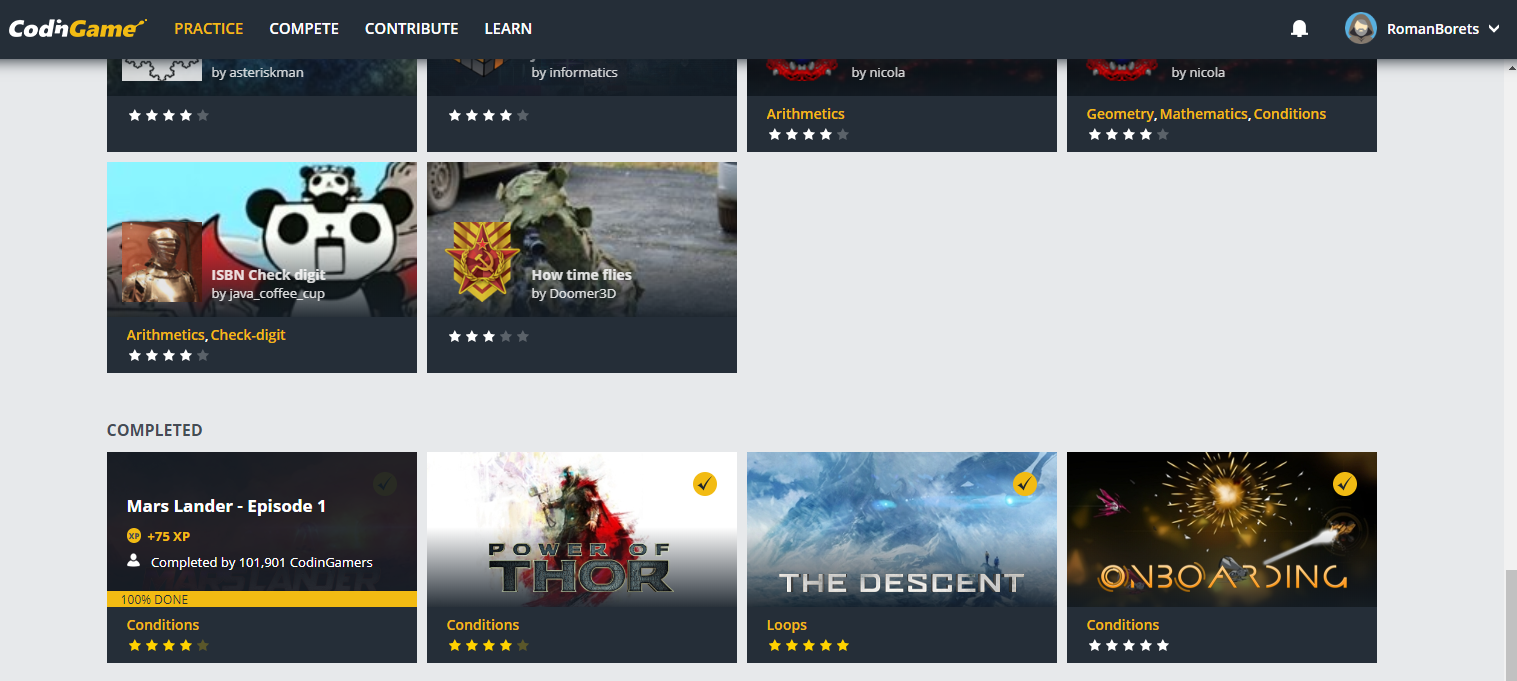 CodinGame
PRACTICE
COMPETE
CONTRIBUTE
LEARN
RomanBorets
by asteriskman
by informatics
by nicola
by nicola
Arithmetics
Geometry, Mathematics, Conditions
ISBN Check digit
by java_coffee_cup
How time flies
by Doomer3D
Arithmetics, Check-digit
COMPLETED
Mars Lander - Episode 1
XP +75 XP
Completed by 101,901 CodinGamers
100% DONE
POWER OF
THOR
THE DESCENT
ONBOARDING
Conditions
Conditions
Loops
Conditions